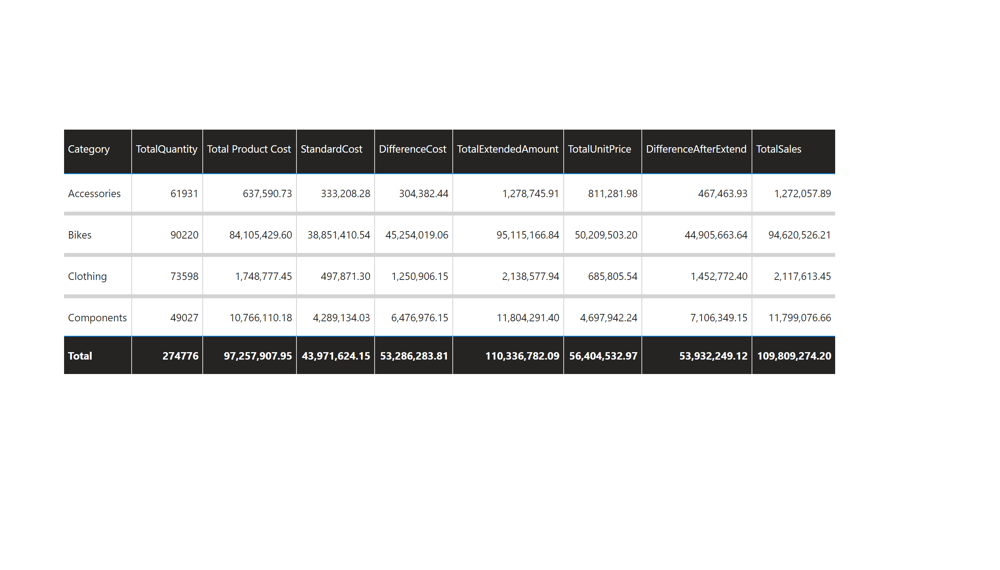 Category TotalQuantity Total Product Cost StandardCost DifferenceCost TotalExtendedAmount TotalUnitPrice DifferenceAfterExtend TotalSales
Accessories 61931 637,590.73 333,208.28 304,382.44 1,278,745.91 811,281.98 467,463.93 1,272,057.89
Bikes 90220 84,105,429.60 38,851,410.54 45,254,019.06 95,115,166.84 50,209,503.20 44,905,663.64 94,620,526.21
Clothing 73598 1,748,777.45 497,871.30 1,250,906.15 2,138,577.94 685,805.54 1,452,772.40 2,117,613.45
Components 49027 10,766,110.18 4,289,134.03 6,476,976.15 11,804,291.40 4,697,942.24 7,106,349.15 11,799,076.66
Total 274776 97,257,907.95 43,971,624.15 53,286,283.81 110,336,782.09 56,404,532.97 53,932,249.12 109,809,274.20